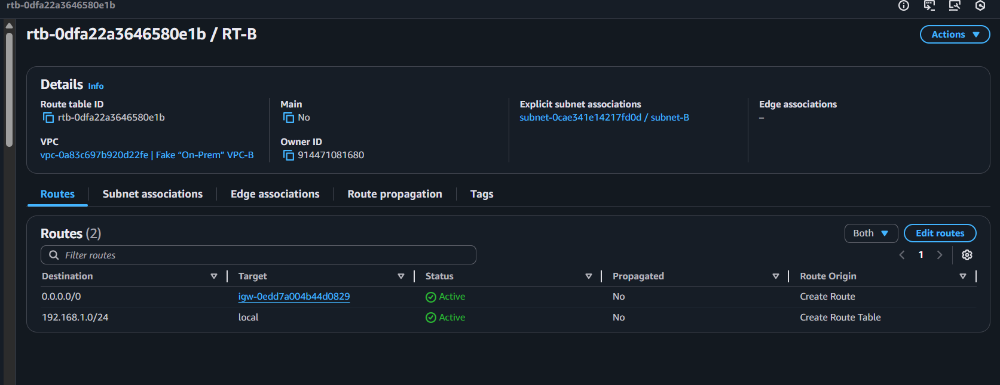 rtb-0dfa22a3646580e1b
rtb-0dfa22a3646580e1b / RT-B
Actions
Details Info
Route table ID
rtb-0dfa22a3646580e1b
Main
No
Explicit subnet associations
subnet-0cae341e14217fd0d / subnet-B
Edge associations
–
VPC
vpc-0a83c697b920d22fe | Fake “On-Prem” VPC-B
Owner ID
914471081680
Routes Subnet associations Edge associations Route propagation Tags
Routes (2)
Both
Edit routes
Filter routes
1
Destination Target Status Propagated Route Origin
0.0.0.0/0 igw-0edd7a004b44d0829 Active No Create Route
192.168.1.0/24 local Active No Create Route Table